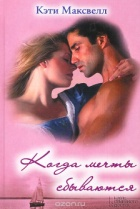 Кэти Максвелл
Когда мечты
сбываются